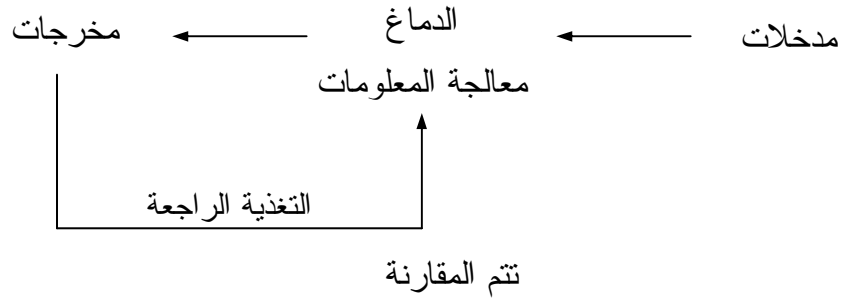 مدخلات
الدماغ
معالجة المعلومات
مخرجات
التغذية الراجعة
تتم المقارنة